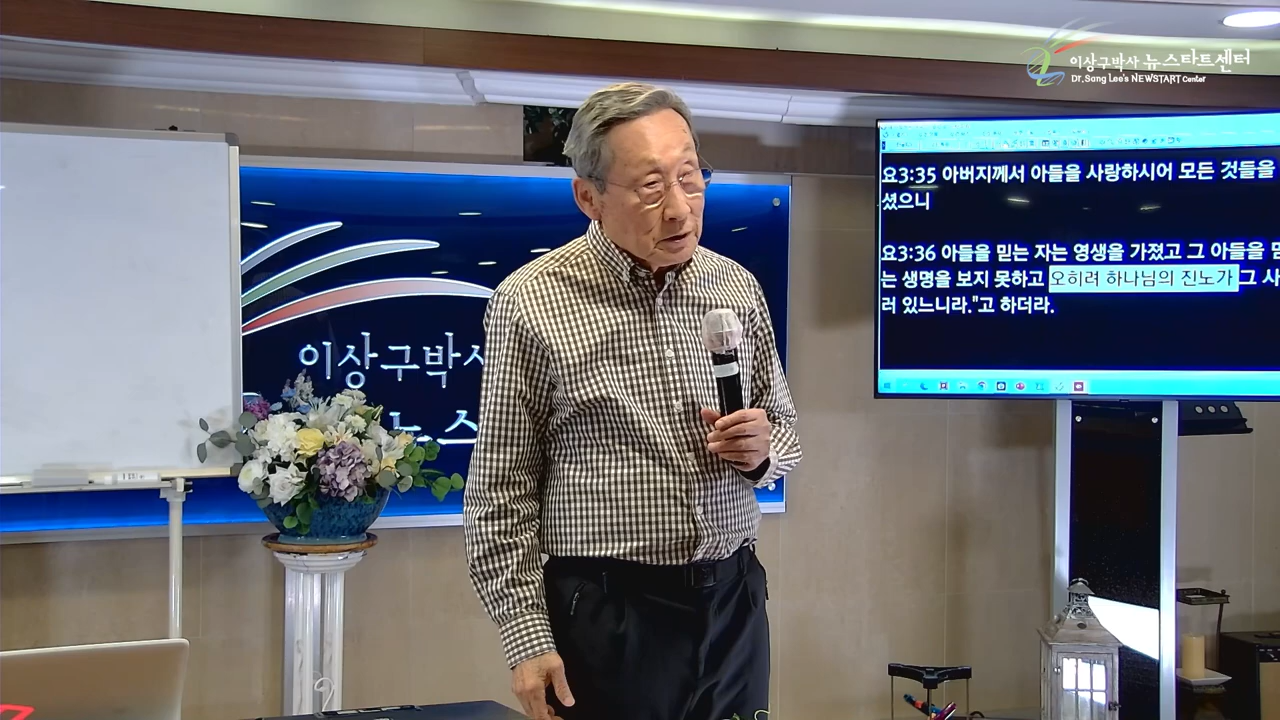 이상구박사 뉴스타트센터
Dr. Sang Lee's NEWSTART Center
요3:35 아버지께서 아들을 사랑하시어 모든 것들을
셨으니
요3:36 아들을 믿는 자는 영생을 가졌고 그 아들을
는 생명을 보지 못하고 오히려 하나님의 진노가 그 사
러 있느니라."고 하더라.
이상구박사
뉴스